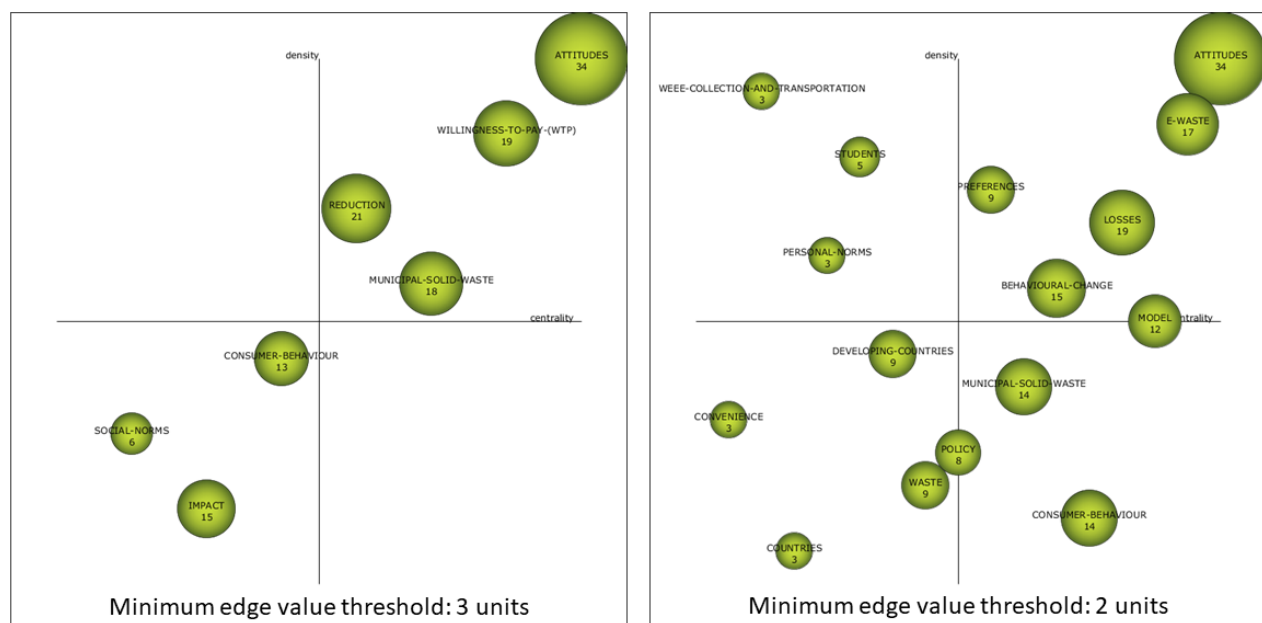 density
ATTITUDES
34
WILLINGNESS-TO-PAY-(WTP)
19
REDUCTION
21
MUNICIPAL-SOLID-WASTE
18
centrality
CONSUMER-BEHAVIOUR
13
SOCIAL-NORMS
6
IMPACT
15
Minimum edge value threshold: 3 units
density
ATTITUDES
34
WEEE-COLLECTION-AND-TRANSPORTATION
3
E-WASTE
17
STUDENTS
5
PREFERENCES
9
LOSSES
19
PERSONAL-NORMS
3
BEHAVIOURAL-CHANGE
15
MODEL
12
ntrality
DEVELOPING-COUNTRIES
9
MUNICIPAL-SOLID-WASTE
14
CONVENIENCE
3
POLICY
8
WASTE
9
CONSUMER-BEHAVIOUR
14
COUNTRIES
3
Minimum edge value threshold: 2 units